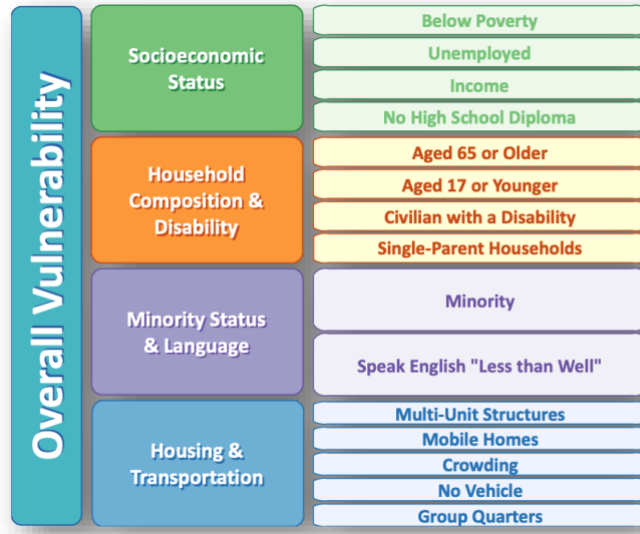 Overall Vulnerability
Socioeconomic
Status
Below Poverty
Unemployed
Income
No High School Diploma
Household
Composition &
Disability
Aged 65 or Older
Aged 17 or Younger
Civilian with a Disability
Single-Parent Households
Minority Status
& Language
Minority
Speak English "Less than Well"
Housing &
Transportation
Multi-Unit Structures
Mobile Homes
Crowding
No Vehicle
Group Quarters